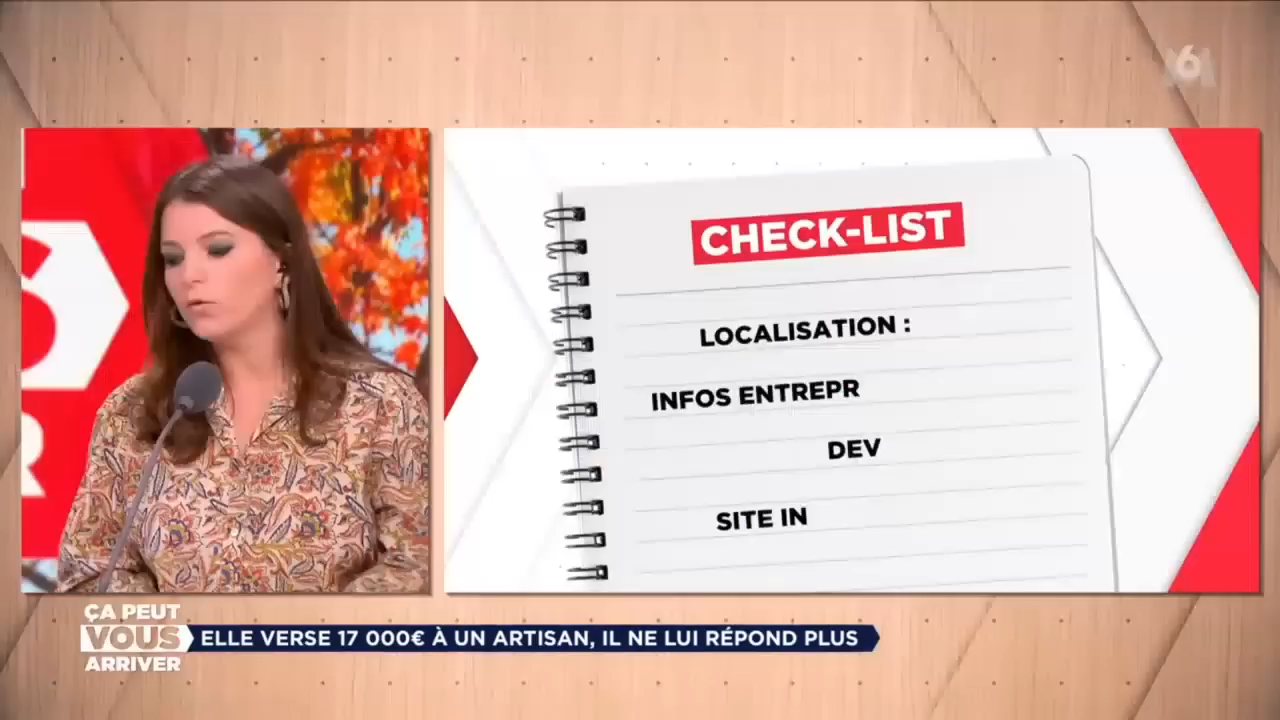 6
S
R
CHECK-LIST
LOCALISATION :
INFOS ENTREPR
DEV
SITE IN
ÇA PEUT
VOUS
ARRIVER
ELLE VERSE 17 000€ À UN ARTISAN, IL NE LUI RÉPOND PLUS